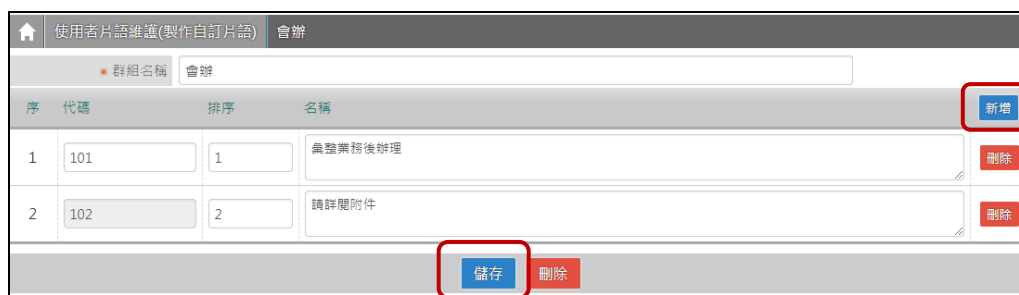 使用者片語維護(製作自訂片語) 會辦
群組名稱 會辦
序 代碼 排序 名稱 新增
1 101 1 彙整業務後辦理 刪除
2 102 2 請詳閱附件 刪除
儲存 刪除